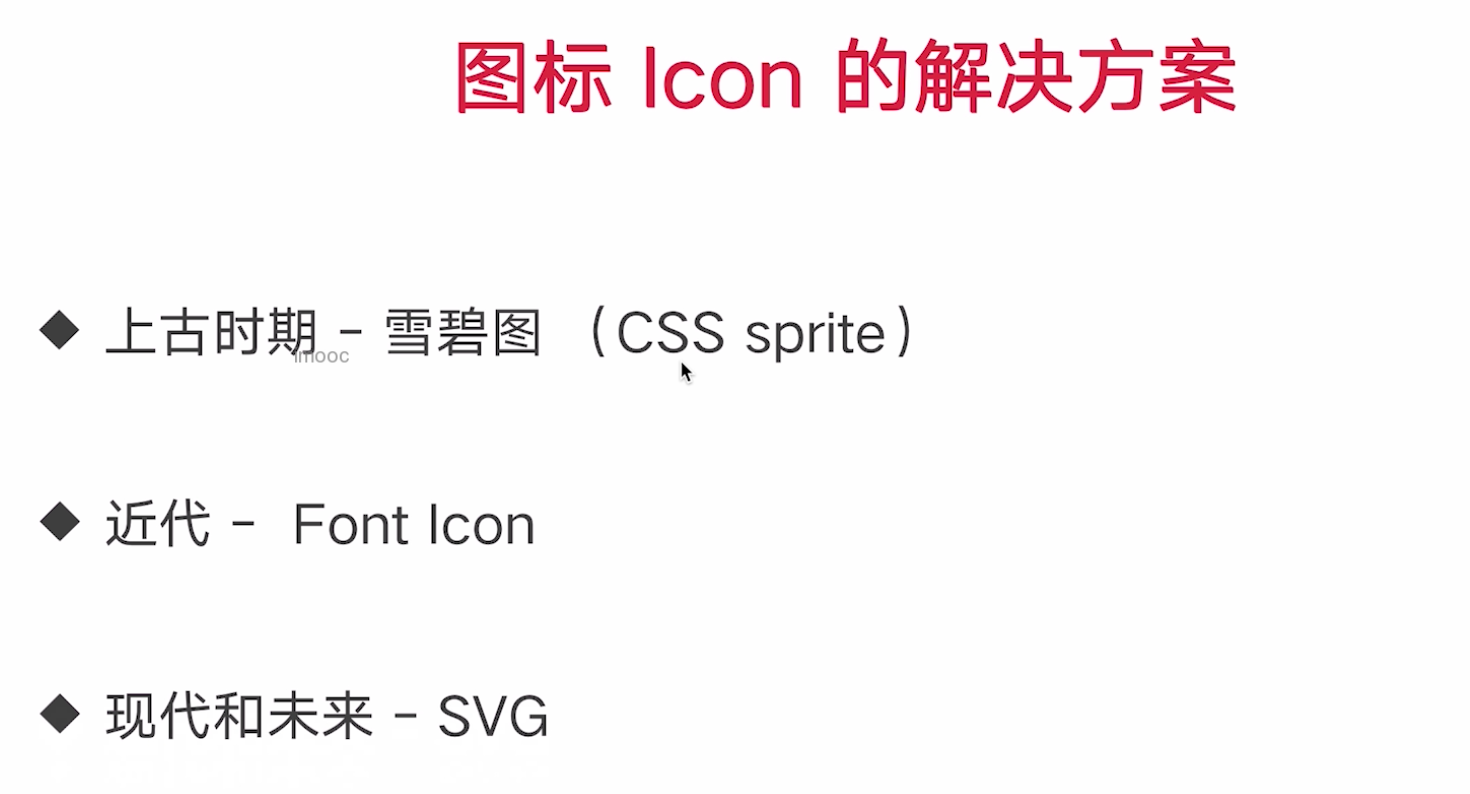 图标 Icon 的解决方案
上古时期 - 雪碧图 （CSS sprite）
imooc
近代 - Font Icon
现代和未来 - SVG